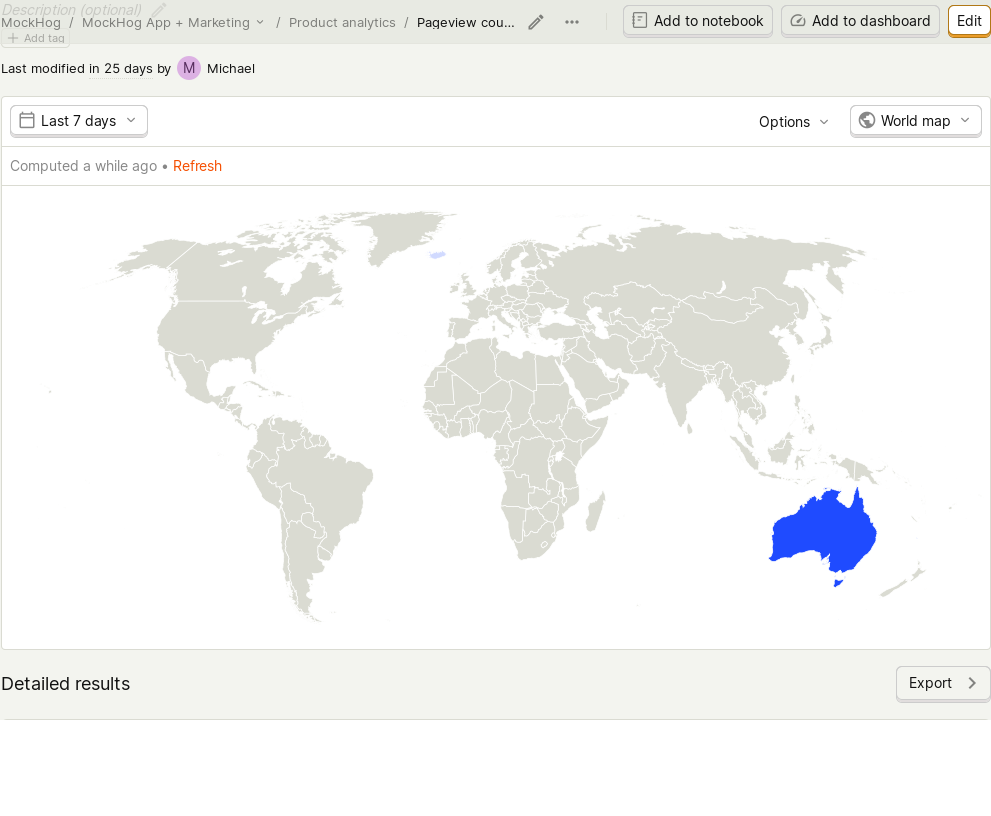 Description (optional)
MockHog / MockHog App + Marketing / Product analytics / Pageview cou... Add to notebook Add to dashboard Edit
Add tag
Last modified in 25 days by M Michael
Last 7 days Options World map
Computed a while ago • Refresh
Detailed results Export